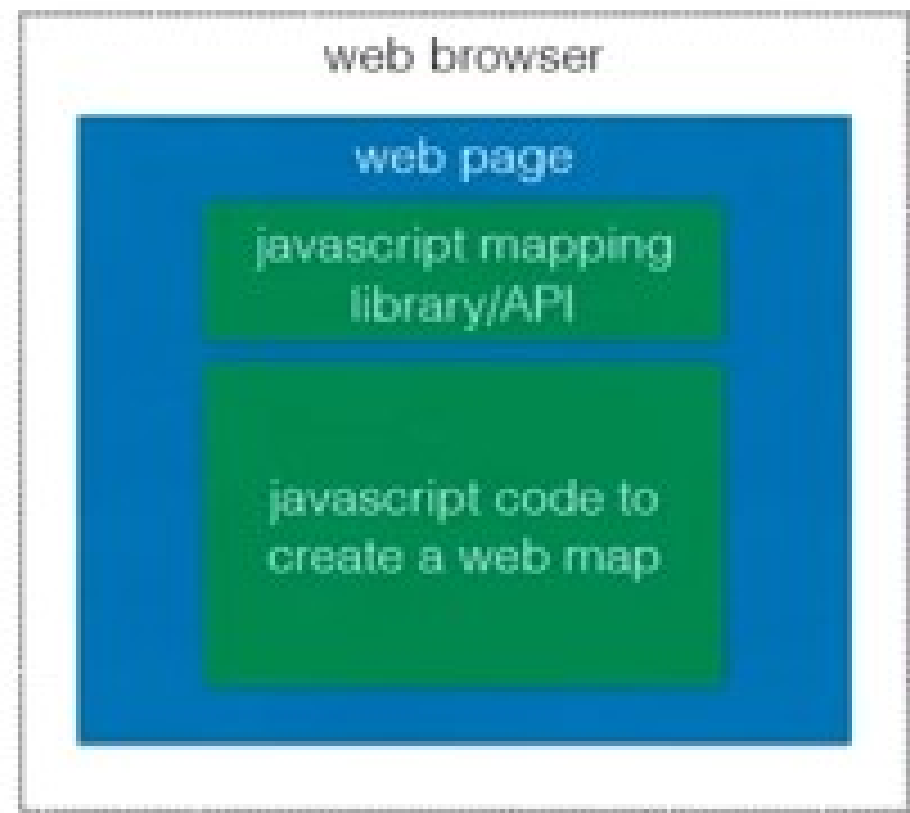 web browser
web page
javascript mapping
library/API
javascript code to
create a web map